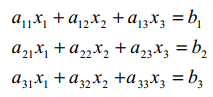 a₁₁x₁ + a₁₂x₂ + a₁₃x₃ = b₁
a₂₁x₁ + a₂₂x₂ + a₂₃x₃ = b₂
a₃₁x₁ + a₃₂x₂ +a₃₃x₃ = b₃